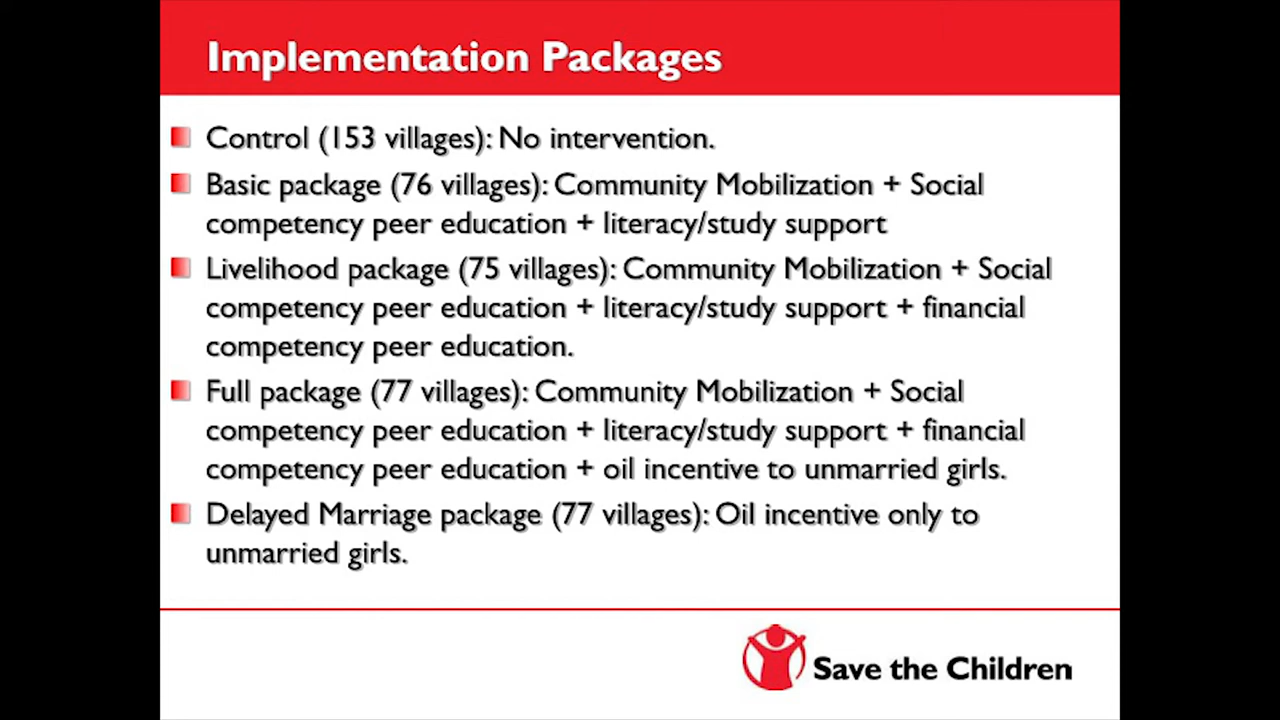 Implementation Packages
Control (153 villages): No intervention.
Basic package (76 villages): Community Mobilization + Social
competency peer education + literacy/study support
Livelihood package (75 villages): Community Mobilization + Social
competency peer education + literacy/study support + financial
competency peer education.
Full package (77 villages): Community Mobilization + Social
competency peer education + literacy/study support + financial
competency peer education + oil incentive to unmarried girls.
Delayed Marriage package (77 villages): Oil incentive only to
unmarried girls.
Save the Children